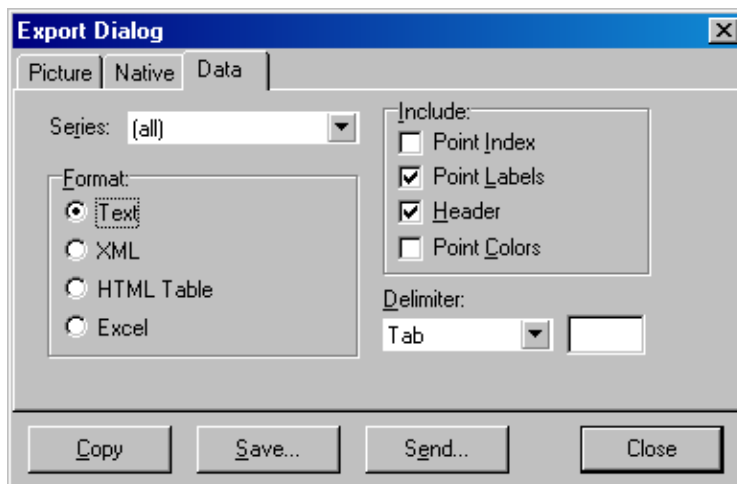 Export Dialog
Picture Native Data
Series: (all)
Format:
Text
XML
HTML Table
Excel
Include:
Point Index
Point Labels
Header
Point Colors
Delimiter:
Tab
Copy Save... Send... Close